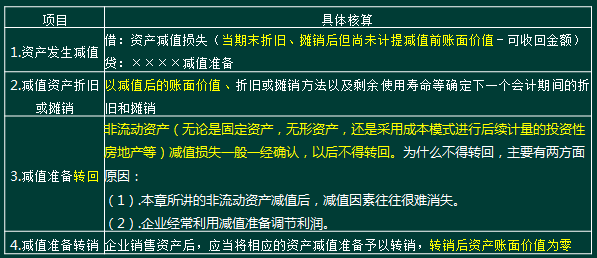 项目
具体核算
1.资产发生减值
借：资产减值损失（当期末折旧、摊销后但尚未计提减值前账面价值－可收回金额）
贷：××××减值准备
2.减值资产折旧
或摊销
以减值后的账面价值、折旧或摊销方法以及剩余使用寿命等确定下一个会计期间的折
旧和摊销
3.减值准备转回
非流动资产（无论是固定资产，无形资产，还是采用成本模式进行后续计量的投资性
房地产等）减值损失一般一经确认，以后不得转回。为什么不得转回，主要有两方面
原因：
（1）.本章所讲的非流动资产减值后，减值因素往往很难消失。
（2）.企业经常利用减值准备调节利润。
4.减值准备转销
企业销售资产后，应当将相应的资产减值准备予以转销，转销后资产账面价值为零